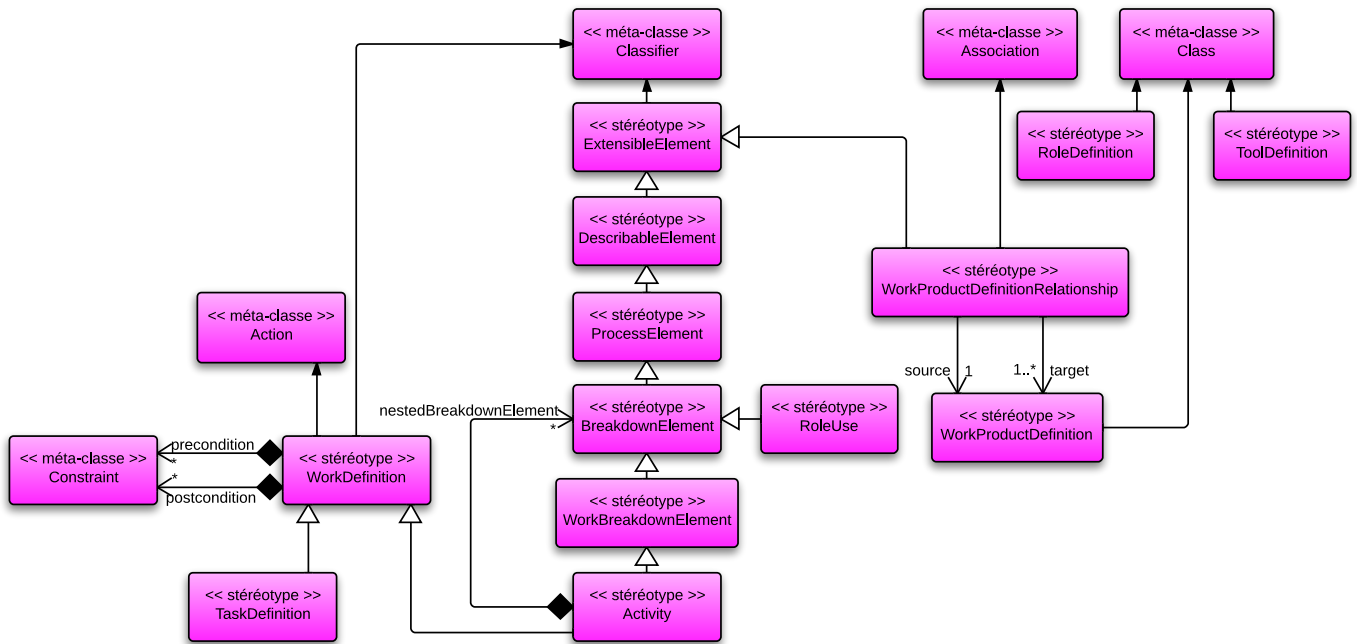 << méta-classe >>
Classifier
<< méta-classe >>
Association
<< méta-classe >>
Class
<< stéréotype >>
ExtensibleElement
<< stéréotype >>
RoleDefinition
<< stéréotype >>
ToolDefinition
<< stéréotype >>
DescribableElement
<< stéréotype >>
WorkProductDefinitionRelationship
<< méta-classe >>
Action
<< stéréotype >>
ProcessElement
source 1
1..* target
nestedBreakdownElement
*
<< stéréotype >>
BreakdownElement
<< stéréotype >>
RoleUse
<< stéréotype >>
WorkProductDefinition
<< méta-classe >>
Constraint
precondition
*
*
postcondition
<< stéréotype >>
WorkDefinition
<< stéréotype >>
WorkBreakdownElement
<< stéréotype >>
TaskDefinition
<< stéréotype >>
Activity